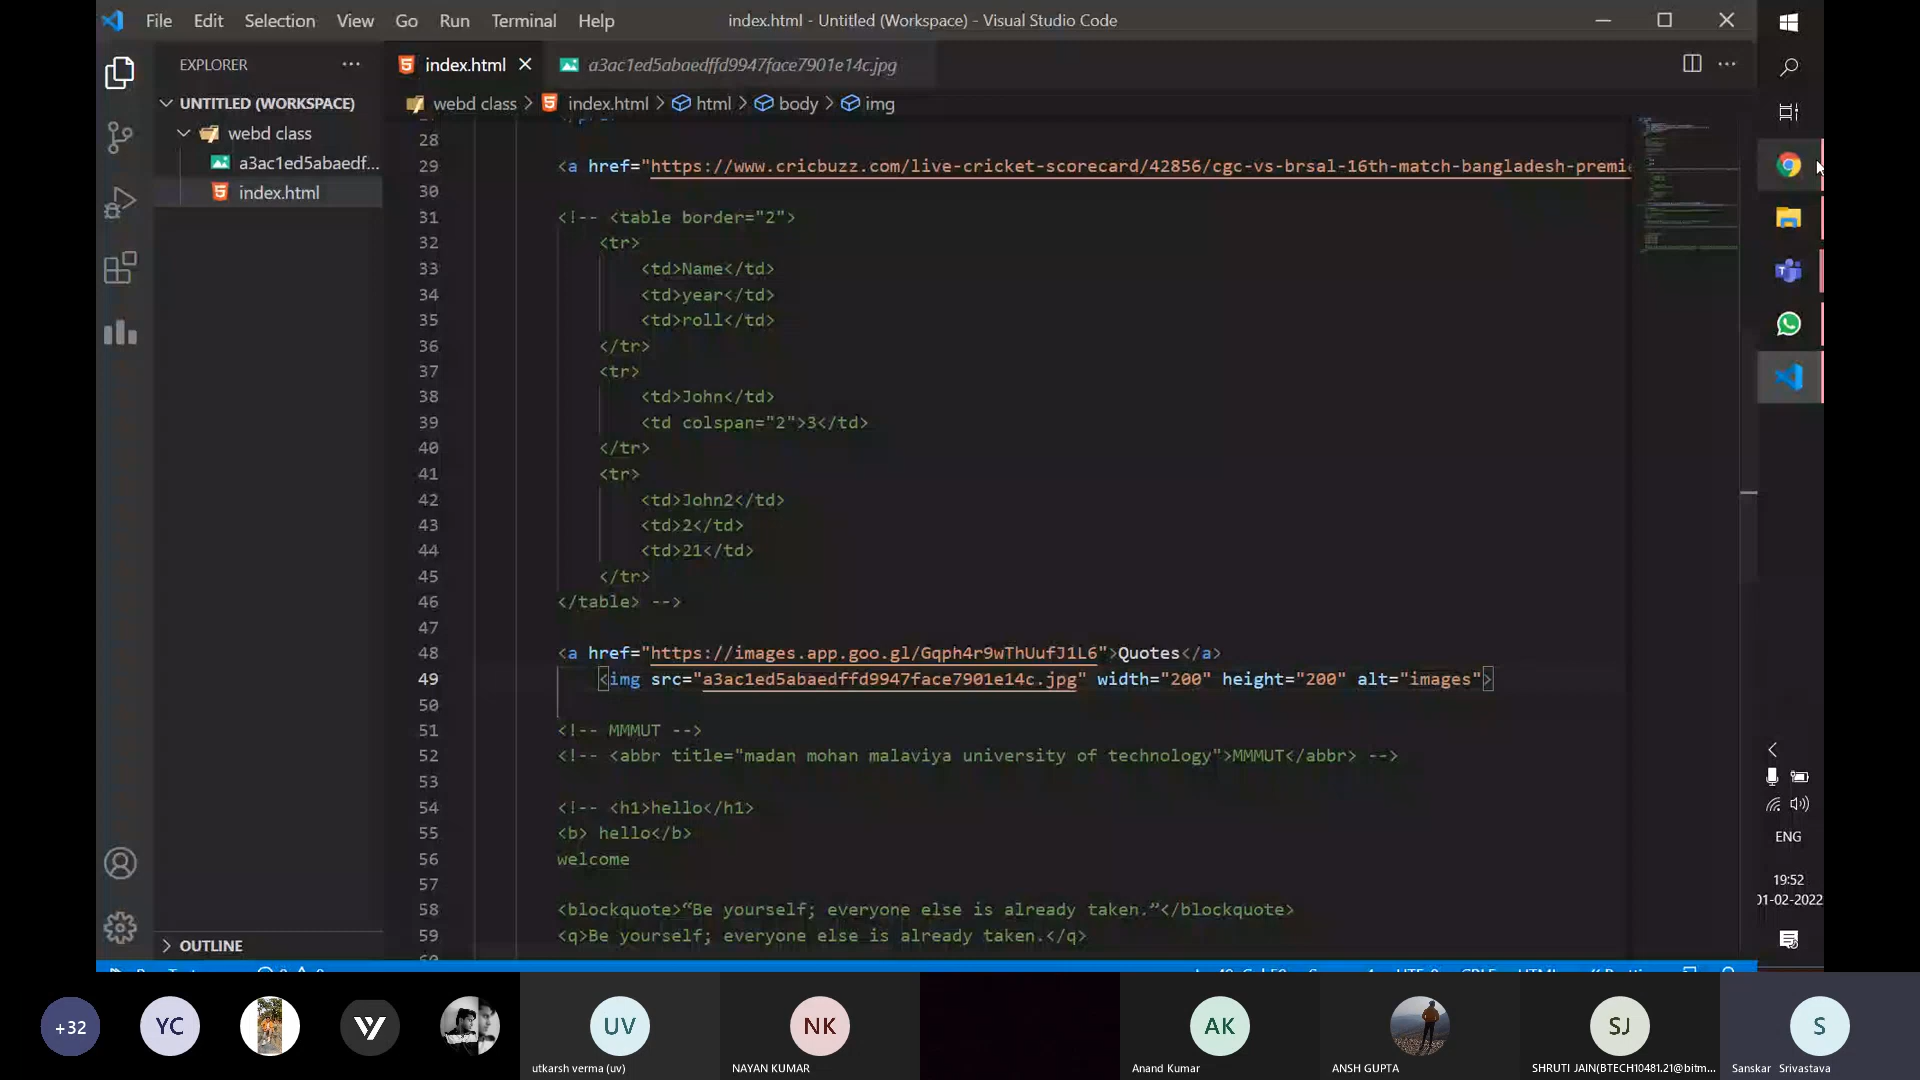 File Edit Selection View Go Run Terminal Help
index.html - Untitled (Workspace) - Visual Studio Code
EXPLORER
index.html
a3ac1ed5abaedffd9947face7901e14c.jpg
UNTITLED (WORKSPACE)
webd class > index.html > html > body > img
webd class
a3ac1ed5abaedf...
index.html
28
29 <a href="https://www.cricbuzz.com/live-cricket-scorecard/42856/cgc-vs-brsal-16th-match-bangladesh-premie
30
31 <!-- <table border="2">
32 <tr>
33 <td>Name</td>
34 <td>year</td>
35 <td>roll</td>
36 </tr>
37 <tr>
38 <td>John</td>
39 <td colspan="2">3</td>
40 </tr>
41 <tr>
42 <td>John2</td>
43 <td>2</td>
44 <td>21</td>
45 </tr>
46 </table> -->
47
48 <a href="https://images.app.goo.gl/Gqph4r9wThUufJ1L6">Quotes</a>
49 <img src="a3ac1ed5abaedffd9947face7901e14c.jpg" width="200" height="200" alt="images">
50
51 <!-- MMMUT -->
52 <!-- <abbr title="madan mohan malaviya university of technology">MMMUT</abbr> -->
53
54 <!-- <h1>hello</h1>
55 <b> hello</b>
56 welcome
57
58 <blockquote>“Be yourself; everyone else is already taken.”</blockquote>
59 <q>Be yourself; everyone else is already taken.</q>
OUTLINE
ENG
19:52
01-02-2022
+32
YC
UV
NK
AK
SJ
S
utkarsh verma (uv)
NAYAN KUMAR
Anand Kumar
ANSH GUPTA
SHRUTI JAIN(BTECH10481.21@bitm...
Sanskar Srivastava